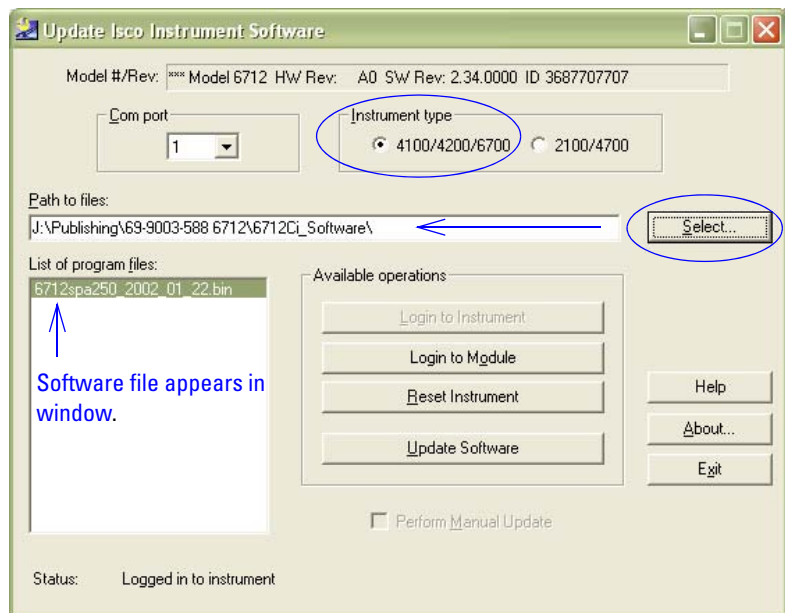 Update Isco Instrument Software
Model #/Rev: *** Model 6712 HW Rev: A0 SW Rev: 2.34.0000 ID 3687707707
Com port
1
Instrument type
4100/4200/6700
2100/4700
Path to files:
J:\Publishing\69-9003-588 6712\6712Ci_Software\
Select...
List of program files:
6712spa250_2002_01_22.bin
Software file appears in
window.
Available operations
Login to Instrument
Login to Module
Reset Instrument
Update Software
Perform Manual Update
Help
About...
Exit
Status: Logged in to instrument